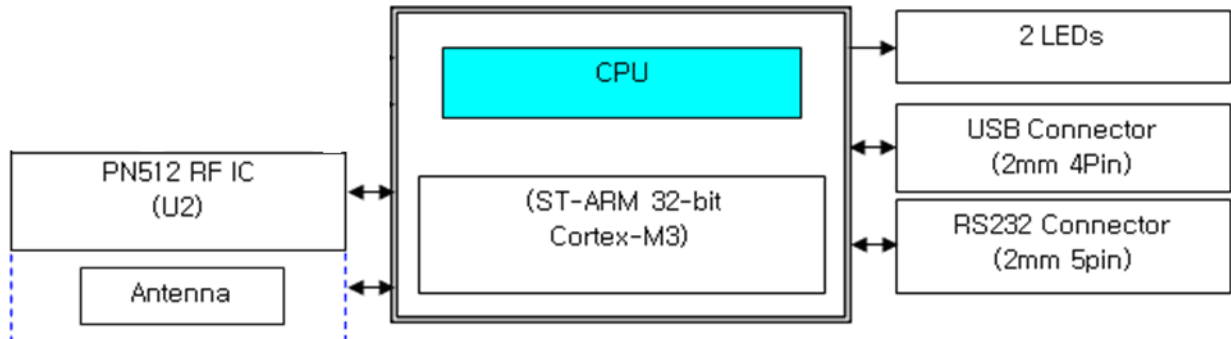 2 LEDs
CPU
USB Connector
(2mm 4Pin)
PN512 RF IC
(U2)
(ST-ARM 32-bit
Cortex-M3)
RS232 Connector
(2mm 5pin)
Antenna